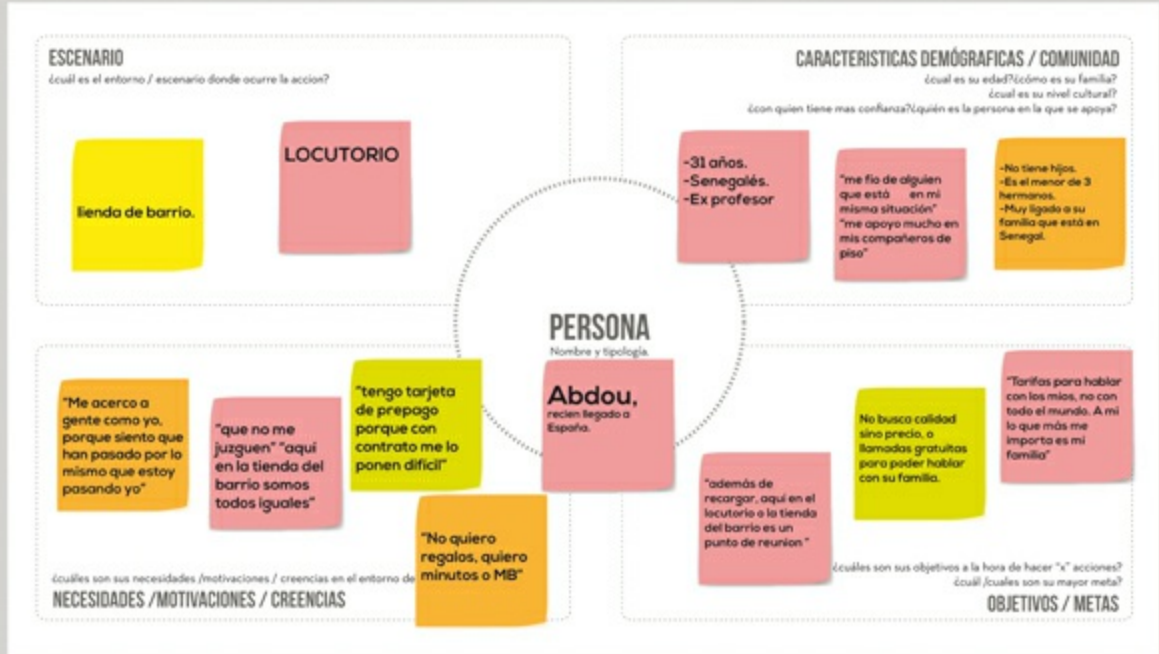 ESCENARIO
¿cuál es el entorno / escenario donde ocurre la accion?
tienda de barrio.
LOCUTORIO
CARACTERISTICAS DEMÓGRAFICAS / COMUNIDAD
¿cual es su edad?¿cómo es su familia?
¿cual es su nivel cultural?
¿con quien tiene mas confianza?¿quién es la persona en la que se apoya?
-31 años.
-Senegalés.
-Ex profesor
"me fio de alguien
que está en mi
misma situación"
"me apoyo mucho en
mis compañeros de
piso"
-No tiene hijos.
-Es el menor de 3
hermanos.
-Muy ligado a su
familia que está en
Senegal.
PERSONA
Nombre y tipología.
Abdou,
recien llegado a
España.
"Me acerco a
gente como yo,
porque siento que
han pasado por lo
mismo que estoy
pasando yo"
"que no me
juzguen" "aquí
en la tienda del
barrio somos
todos iguales"
"tengo tarjeta
de prepago
porque con
contrato me lo
ponen difícil"
"No quiero
regalos, quiero
minutos o MB"
¿cuáles son sus necesidades /motivaciones / creencias en el entorno de
NECESIDADES /MOTIVACIONES / CREENCIAS
"además de
recargar, aqui en el
locutorio o la tienda
del barrio es un
punto de reunion "
No busca calidad
sino precio, o
llamadas gratuitas
para poder hablar
con su familia.
"Tarifas para hablar
con los mios, no con
todo el mundo. A mi
lo que más me
importa es mi
familia"
¿cuáles son sus objetivos a la hora de hacer "x" acciones?
¿cuál /cuales son su mayor meta?
OBJETIVOS / METAS